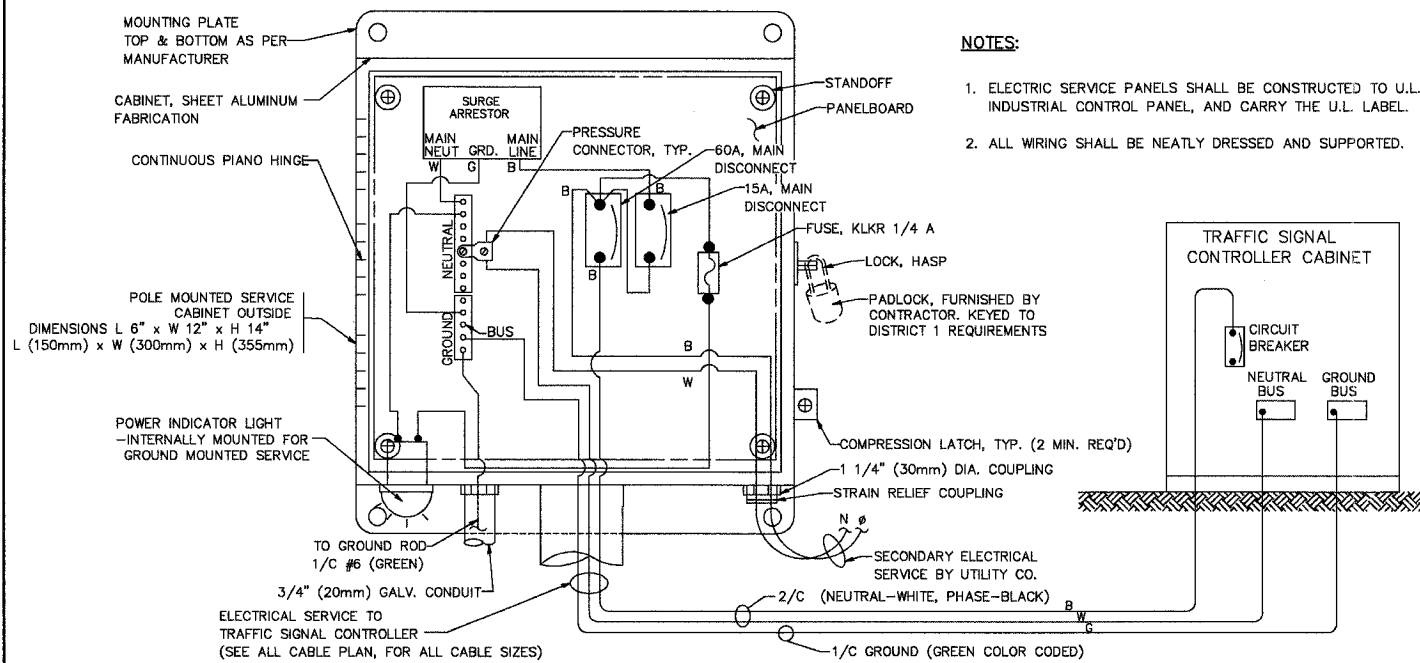 MOUNTING PLATE
TOP & BOTTOM AS PER
MANUFACTURER
CABINET, SHEET ALUMINUM
FABRICATION
CONTINUOUS PIANO HINGE
POLE MOUNTED SERVICE
CABINET OUTSIDE
DIMENSIONS L 6" x W 12" x H 14"
L (150mm) x W (300mm) x H (355mm)
POWER INDICATOR LIGHT
-INTERNALLY MOUNTED FOR
GROUND MOUNTED SERVICE
SURGE
ARRESTOR
MAIN
NEUT
GRD.
MAIN
LINE
W
G
B
NEUTRAL
GROUND
BUS
PRESSURE
CONNECTOR, TYP.
STANDOFF
PANELBOARD
60A, MAIN
DISCONNECT
15A, MAIN
DISCONNECT
B
B
B
FUSE, KLKR 1/4 A
LOCK, HASP
PADLOCK, FURNISHED BY
CONTRACTOR. KEYED TO
DISTRICT 1 REQUIREMENTS
B
W
COMPRESSION LATCH, TYP. (2 MIN. REQ'D)
1 1/4" (30mm) DIA. COUPLING
STRAIN RELIEF COUPLING
N ø
SECONDARY ELECTRICAL
SERVICE BY UTILITY CO.
TO GROUND ROD
1/C #6 (GREEN)
3/4" (20mm) GALV. CONDUIT
ELECTRICAL SERVICE TO
TRAFFIC SIGNAL CONTROLLER
(SEE ALL CABLE PLAN, FOR ALL CABLE SIZES)
2/C (NEUTRAL-WHITE, PHASE-BLACK)
B
W
G
1/C GROUND (GREEN COLOR CODED)
NOTES:
1. ELECTRIC SERVICE PANELS SHALL BE CONSTRUCTED TO U.L.
INDUSTRIAL CONTROL PANEL, AND CARRY THE U.L. LABEL.
2. ALL WIRING SHALL BE NEATLY DRESSED AND SUPPORTED.
TRAFFIC SIGNAL
CONTROLLER CABINET
CIRCUIT
BREAKER
NEUTRAL
BUS
GROUND
BUS